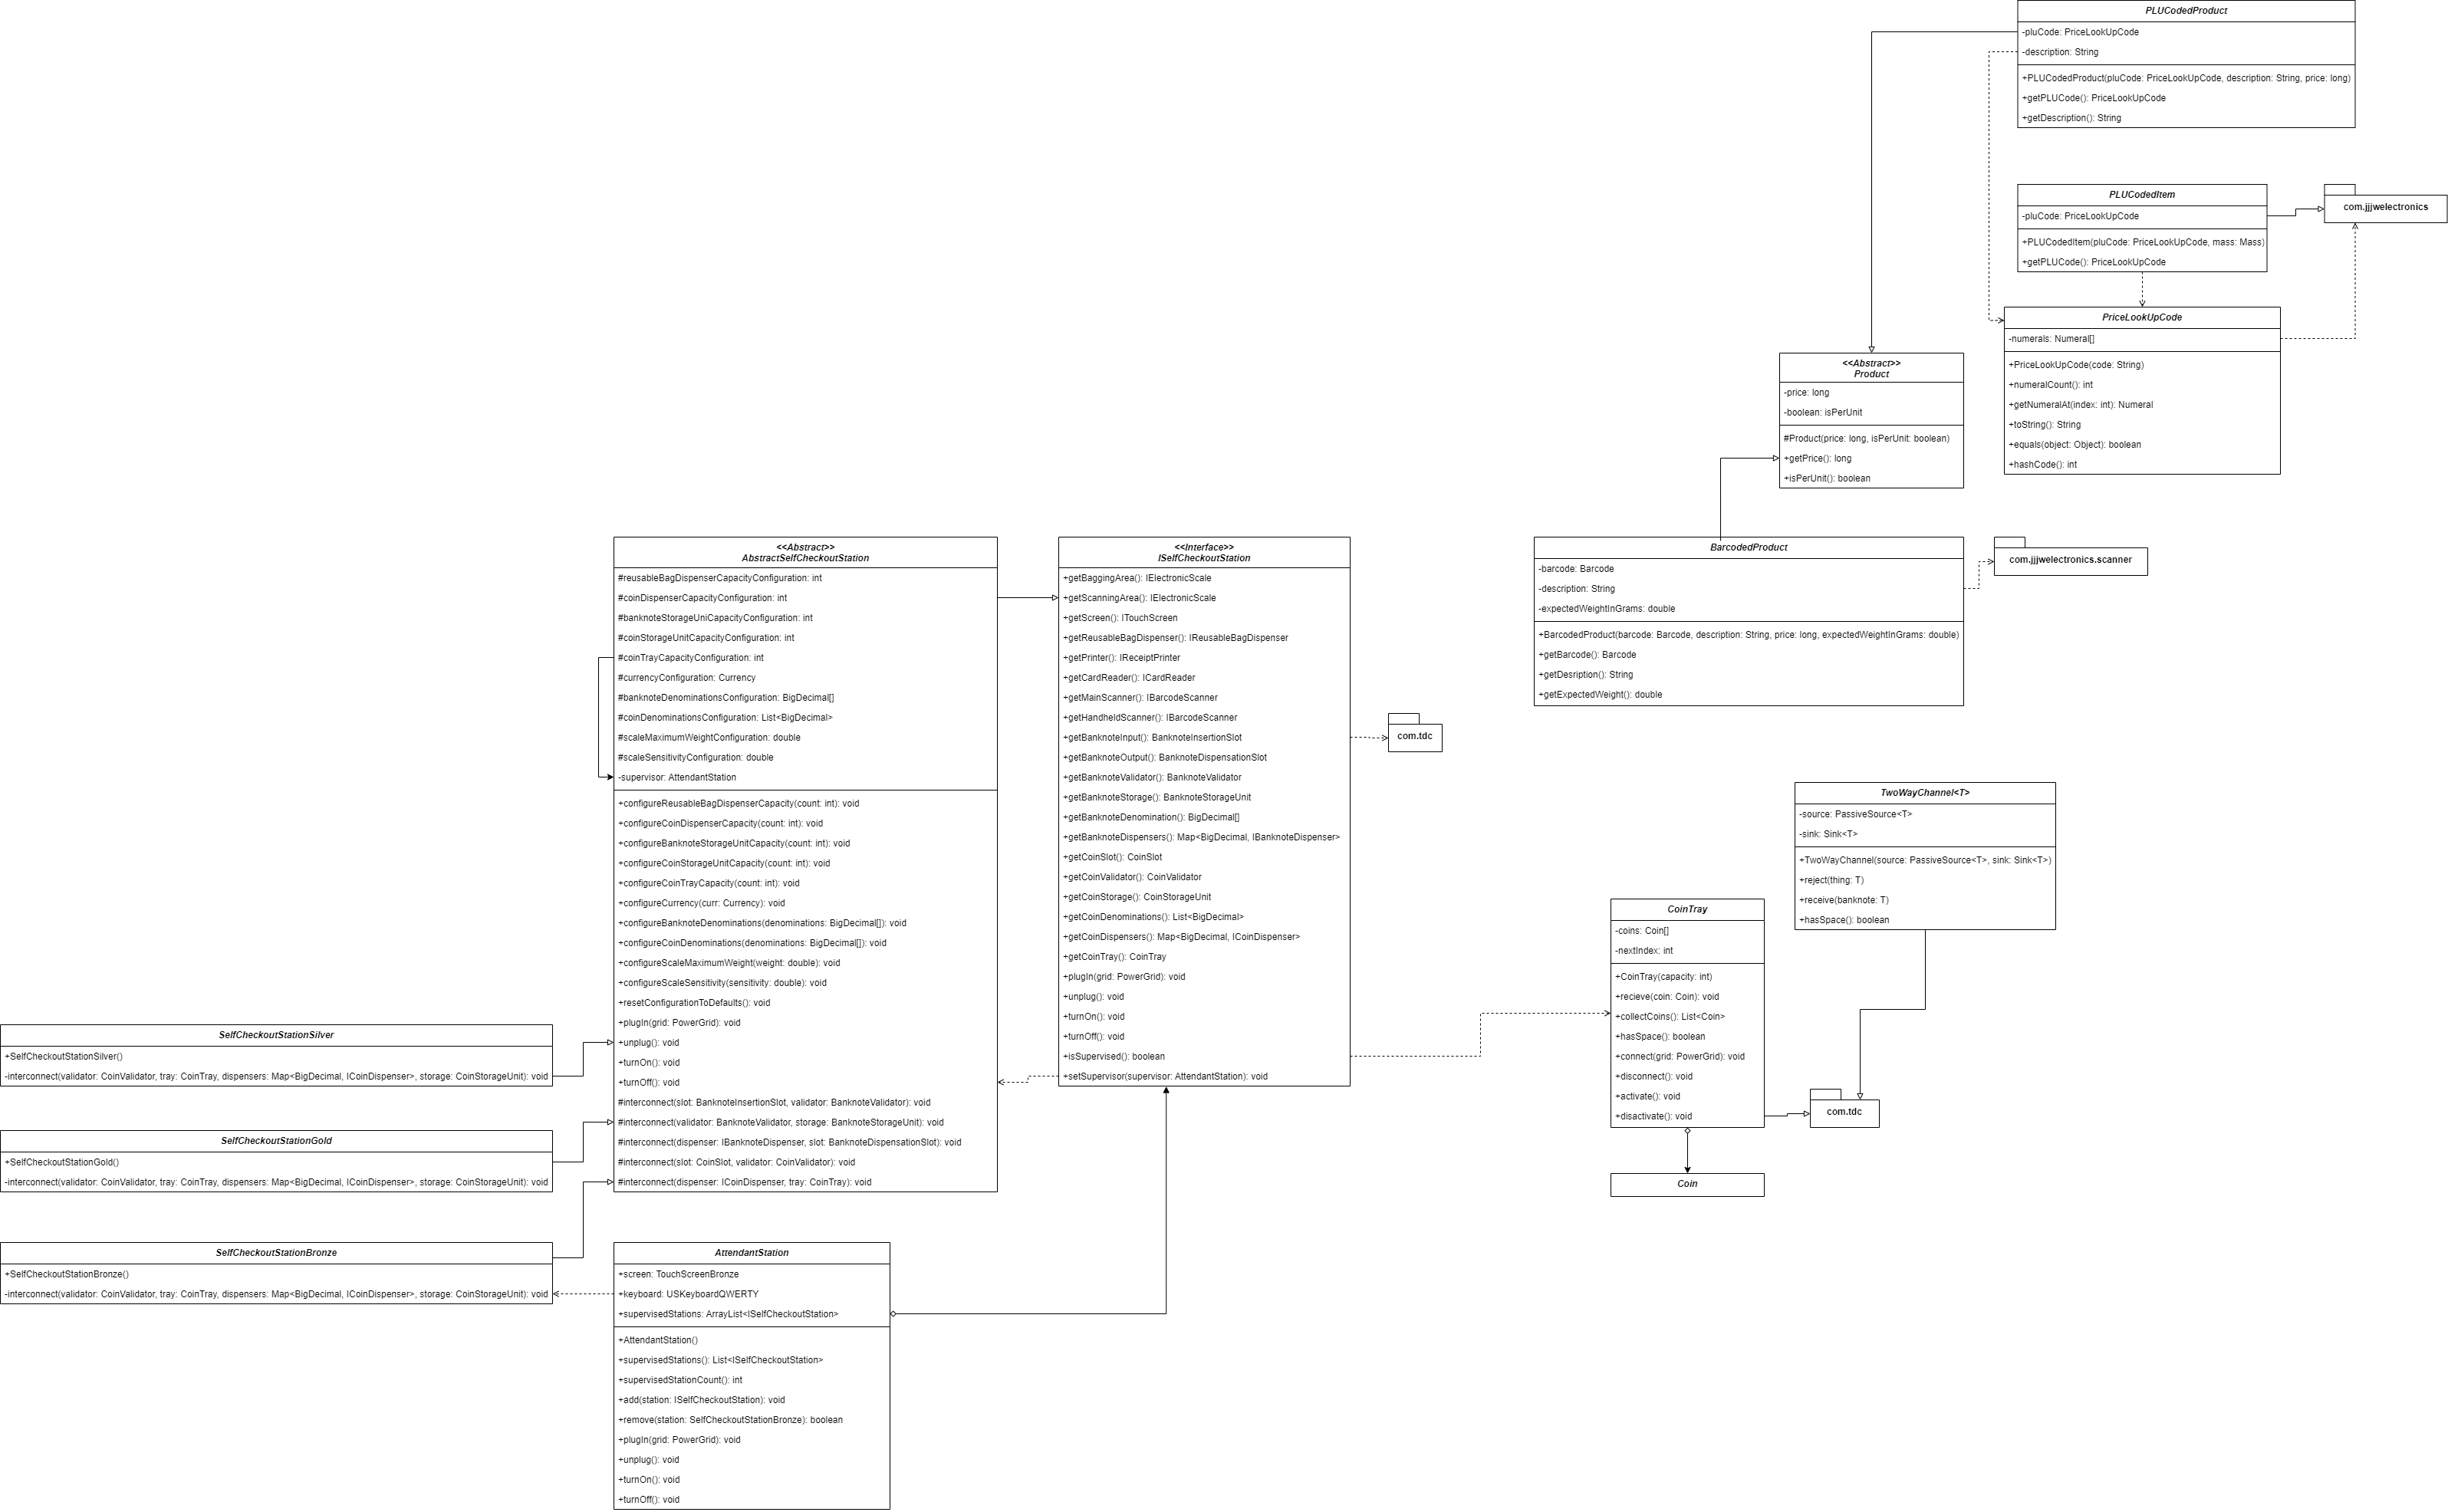 PLUCodedProduct
-pluCode: PriceLookUpCode
-description: String
+PLUCodedProduct(pluCode: PriceLookUpCode, description: String, price: long)
+getPLUCode(): PriceLookUpCode
+getDescription(): String
PLUCodedItem
-pluCode: PriceLookUpCode
+PLUCodedItem(pluCode: PriceLookUpCode, mass: Mass)
+getPLUCode(): PriceLookUpCode
com.jjjwelectronics
PriceLookUpCode
-numerals: Numeral[]
+PriceLookUpCode(code: String)
+numeralCount(): int
+getNumeralAt(index: int): Numeral
+toString(): String
+equals(object: Object): boolean
+hashCode(): int
<<Abstract>>
Product
-price: long
-boolean: isPerUnit
#Product(price: long, isPerUnit: boolean)
+getPrice(): long
+isPerUnit(): boolean
<<Abstract>>
AbstractSelfCheckoutStation
#reusableBagDispenserCapacityConfiguration: int
#coinDispenserCapacityConfiguration: int
#banknoteStorageUniCapacityConfiguration: int
#coinStorageUnitCapacityConfiguration: int
#coinTrayCapacityConfiguration: int
#currencyConfiguration: Currency
#banknoteDenominationsConfiguration: BigDecimal[]
#coinDenominationsConfiguration: List<BigDecimal>
#scaleMaximumWeightConfiguration: double
#scaleSensitivityConfiguration: double
-supervisor: AttendantStation
+configureReusableBagDispenserCapacity(count: int): void
+configureCoinDispenserCapacity(count: int): void
+configureBanknoteStorageUnitCapacity(count: int): void
+configureCoinStorageUnitCapacity(count: int): void
+configureCoinTrayCapacity(count: int): void
+configureCurrency(curr: Currency): void
+configureBanknoteDenominations(denominations: BigDecimal[]): void
+configureCoinDenominations(denominations: BigDecimal[]): void
+configureScaleMaximumWeight(weight: double): void
+configureScaleSensitivity(sensitivity: double): void
+resetConfigurationToDefaults(): void
+plugIn(grid: PowerGrid): void
+unplug(): void
+turnOn(): void
+turnOff(): void
#interconnect(slot: BanknoteInsertionSlot, validator: BanknoteValidator): void
#interconnect(validator: BanknoteValidator, storage: BanknoteStorageUnit): void
#interconnect(dispenser: IBanknoteDispenser, slot: BanknoteDispensationSlot): void
#interconnect(slot: CoinSlot, validator: CoinValidator): void
#interconnect(dispenser: ICoinDispenser, tray: CoinTray): void
<<Interface>>
ISelfCheckoutStation
+getBaggingArea(): IElectronicScale
+getScanningArea(): IElectronicScale
+getScreen(): ITouchScreen
+getReusableBagDispenser(): IReusableBagDispenser
+getPrinter(): IReceiptPrinter
+getCardReader(): ICardReader
+getMainScanner(): IBarcodeScanner
+getHandheldScanner(): IBarcodeScanner
+getBanknoteInput(): BanknoteInsertionSlot
+getBanknoteOutput(): BanknoteDispensationSlot
+getBanknoteValidator(): BanknoteValidator
+getBanknoteStorage(): BanknoteStorageUnit
+getBanknoteDenomination(): BigDecimal[]
+getBanknoteDispensers(): Map<BigDecimal, IBanknoteDispenser>
+getCoinSlot(): CoinSlot
+getCoinValidator(): CoinValidator
+getCoinStorage(): CoinStorageUnit
+getCoinDenominations(): List<BigDecimal>
+getCoinDispensers(): Map<BigDecimal, ICoinDispenser>
+getCoinTray(): CoinTray
+plugIn(grid: PowerGrid): void
+unplug(): void
+turnOn(): void
+turnOff(): void
+isSupervised(): boolean
+setSupervisor(supervisor: AttendantStation): void
com.tdc
BarcodedProduct
-barcode: Barcode
-description: String
-expectedWeightInGrams: double
+BarcodedProduct(barcode: Barcode, description: String, price: long, expectedWeightInGrams: double)
+getBarcode(): Barcode
+getDesription(): String
+getExpectedWeight(): double
com.jjjwelectronics.scanner
TwoWayChannel<T>
-source: PassiveSource<T>
-sink: Sink<T>
+TwoWayChannel(source: PassiveSource<T>, sink: Sink<T>)
+reject(thing: T)
+receive(banknote: T)
+hasSpace(): boolean
CoinTray
-coins: Coin[]
-nextIndex: int
+CoinTray(capacity: int)
+recieve(coin: Coin): void
+collectCoins(): List<Coin>
+hasSpace(): boolean
+connect(grid: PowerGrid): void
+disconnect(): void
+activate(): void
+disactivate(): void
com.tdc
Coin
SelfCheckoutStationSilver
+SelfCheckoutStationSilver()
-interconnect(validator: CoinValidator, tray: CoinTray, dispensers: Map<BigDecimal, ICoinDispenser>, storage: CoinStorageUnit): void
SelfCheckoutStationGold
+SelfCheckoutStationGold()
-interconnect(validator: CoinValidator, tray: CoinTray, dispensers: Map<BigDecimal, ICoinDispenser>, storage: CoinStorageUnit): void
SelfCheckoutStationBronze
+SelfCheckoutStationBronze()
-interconnect(validator: CoinValidator, tray: CoinTray, dispensers: Map<BigDecimal, ICoinDispenser>, storage: CoinStorageUnit): void
AttendantStation
+screen: TouchScreenBronze
+keyboard: USKeyboardQWERTY
+supervisedStations: ArrayList<ISelfCheckoutStation>
+AttendantStation()
+supervisedStations(): List<ISelfCheckoutStation>
+supervisedStationCount(): int
+add(station: ISelfCheckoutStation): void
+remove(station: SelfCheckoutStationBronze): boolean
+plugIn(grid: PowerGrid): void
+unplug(): void
+turnOn(): void
+turnOff(): void